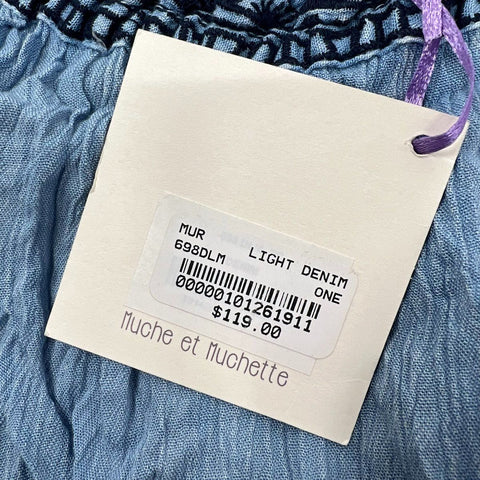 MUR LIGHT DENIM
698DLM ONE
00000101261911
$119.00
Muche et Muchette